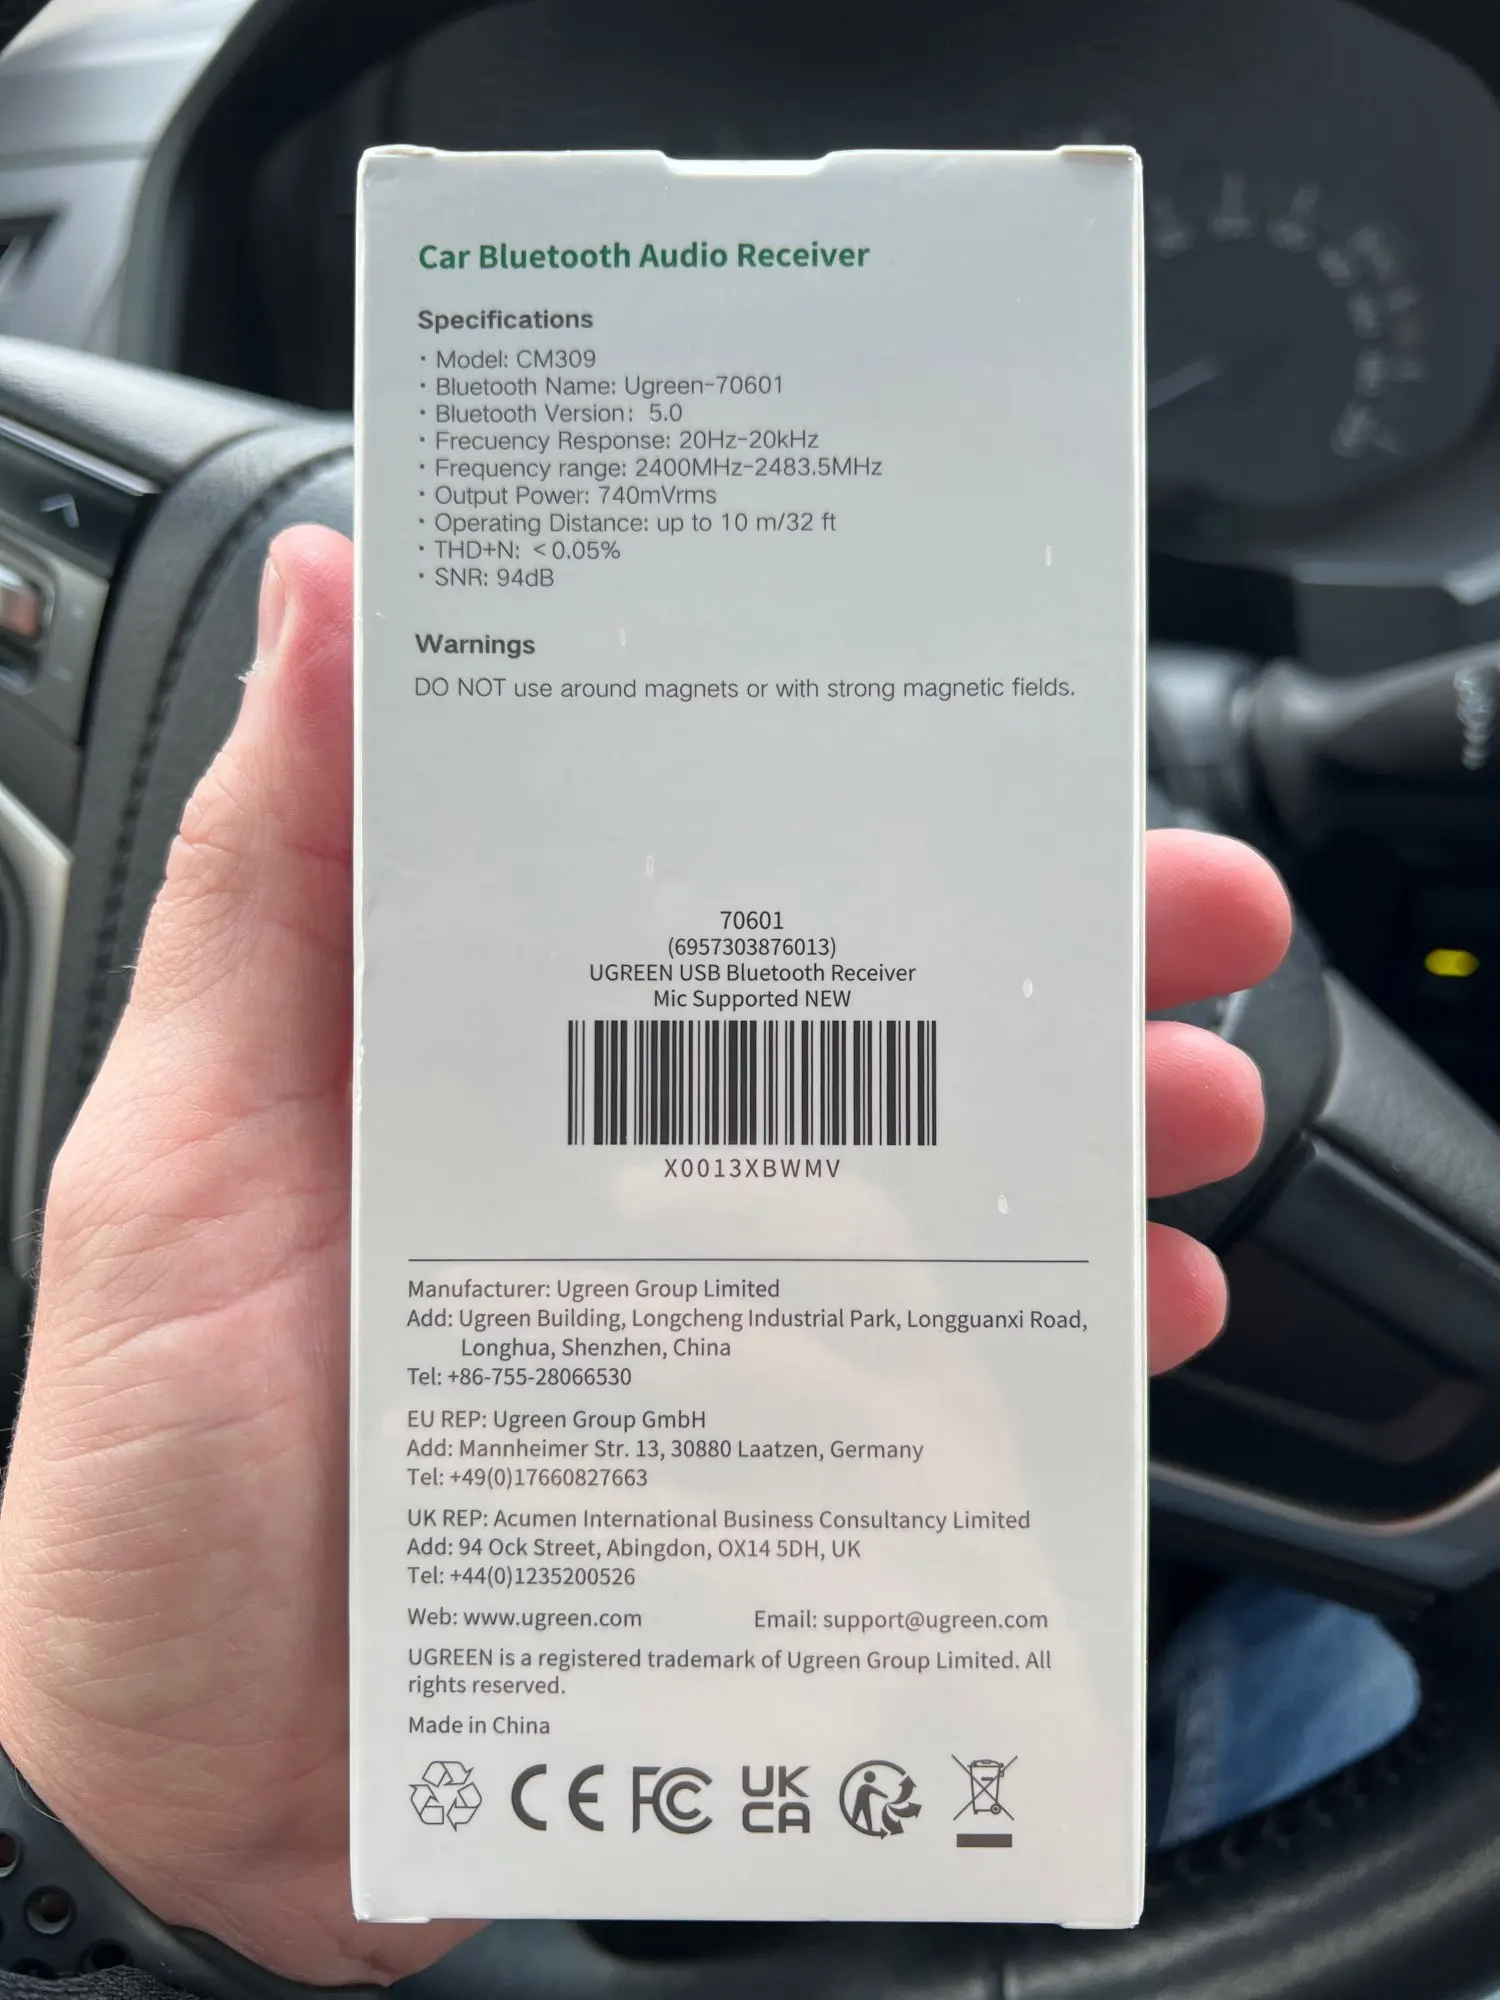 Car Bluetooth Audio Receiver
Specifications
• Model: CM309
• Bluetooth Name: Ugreen-70601
• Bluetooth Version: 5.0
• Frecuency Response: 20Hz-20kHz
• Frequency range: 2400MHz-2483.5MHz
• Output Power: 740mVrms
• Operating Distance: up to 10 m/32 ft
• THD+N: <0.05%
• SNR: 94dB
Warnings
DO NOT use around magnets or with strong magnetic fields.
70601
(6957303876013)
UGREEN USB Bluetooth Receiver
Mic Supported NEW
X0013XBWMV
Manufacturer: Ugreen Group Limited
Add: Ugreen Building, Longcheng Industrial Park, Longguanxi Road,
Longhua, Shenzhen, China
Tel: +86-755-28066530
EU REP: Ugreen Group GmbH
Add: Mannheimer Str. 13, 30880 Laatzen, Germany
Tel: +49(0)17660827663
UK REP: Acumen International Business Consultancy Limited
Add: 94 Ock Street, Abingdon, OX14 5DH, UK
Tel: +44(0)1235200526
Web: www.ugreen.com Email: support@ugreen.com
UGREEN is a registered trademark of Ugreen Group Limited. All
rights reserved.
Made in China
CE FC UK CA